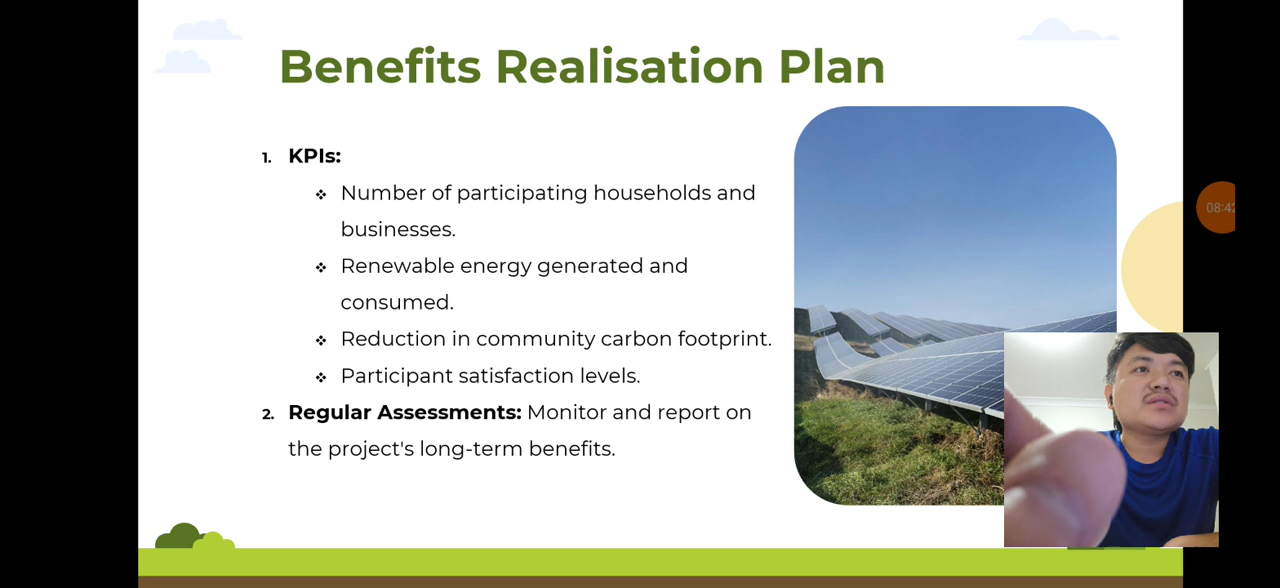 Benefits Realisation Plan
1. KPIs:
❖ Number of participating households and
businesses.
❖ Renewable energy generated and
consumed.
❖ Reduction in community carbon footprint.
❖ Participant satisfaction levels.
2. Regular Assessments: Monitor and report on
the project's long-term benefits.
08:42